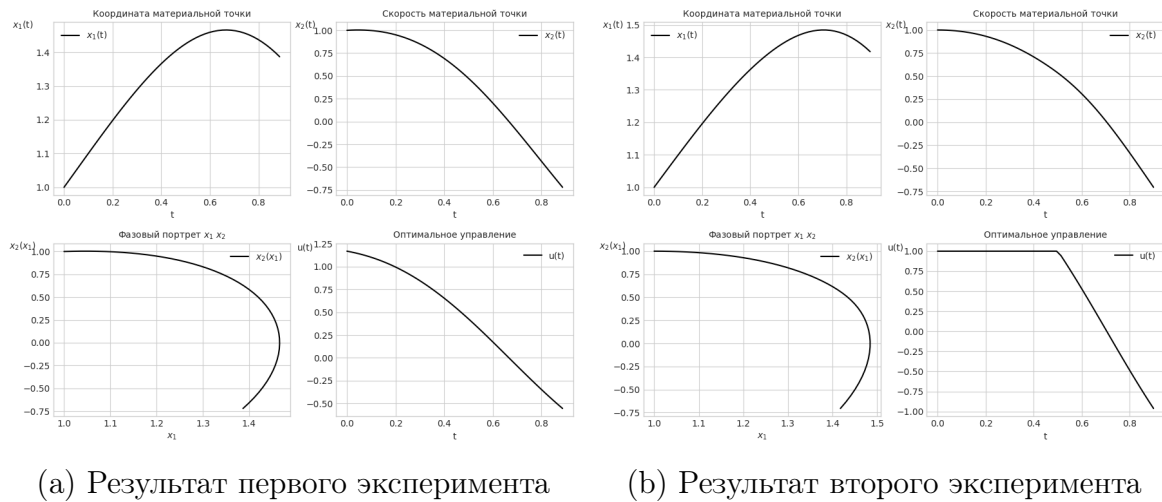 Координата материальной точки
x₁(t)
x₁(t)
1.4
1.3
1.2
1.1
1.0
0.0 0.2 0.4 0.6 0.8
t
Скорость материальной точки
x₂(t)
x₂(t)
1.00
0.75
0.50
0.25
0.00
−0.25
−0.50
−0.75
0.0 0.2 0.4 0.6 0.8
t
Фазовый портрет x₁ x₂
x₂(x₁)
x₂(x₁)
1.00
0.75
0.50
0.25
0.00
−0.25
−0.50
−0.75
1.0 1.1 1.2 1.3 1.4
x₁
Оптимальное управление
u(t)
u(t)
1.25
1.00
0.75
0.50
0.25
0.00
−0.25
−0.50
0.0 0.2 0.4 0.6 0.8
t
(a) Результат первого эксперимента
Координата материальной точки
x₁(t)
x₁(t)
1.5
1.4
1.3
1.2
1.1
1.0
0.0 0.2 0.4 0.6 0.8
t
Скорость материальной точки
x₂(t)
x₂(t)
1.00
0.75
0.50
0.25
0.00
−0.25
−0.50
−0.75
0.0 0.2 0.4 0.6 0.8
t
Фазовый портрет x₁ x₂
x₂(x₁)
x₂(x₁)
1.00
0.75
0.50
0.25
0.00
−0.25
−0.50
−0.75
1.0 1.1 1.2 1.3 1.4 1.5
x₁
Оптимальное управление
u(t)
u(t)
1.00
0.75
0.50
0.25
0.00
−0.25
−0.50
−0.75
−1.00
0.0 0.2 0.4 0.6 0.8
t
(b) Результат второго эксперимента